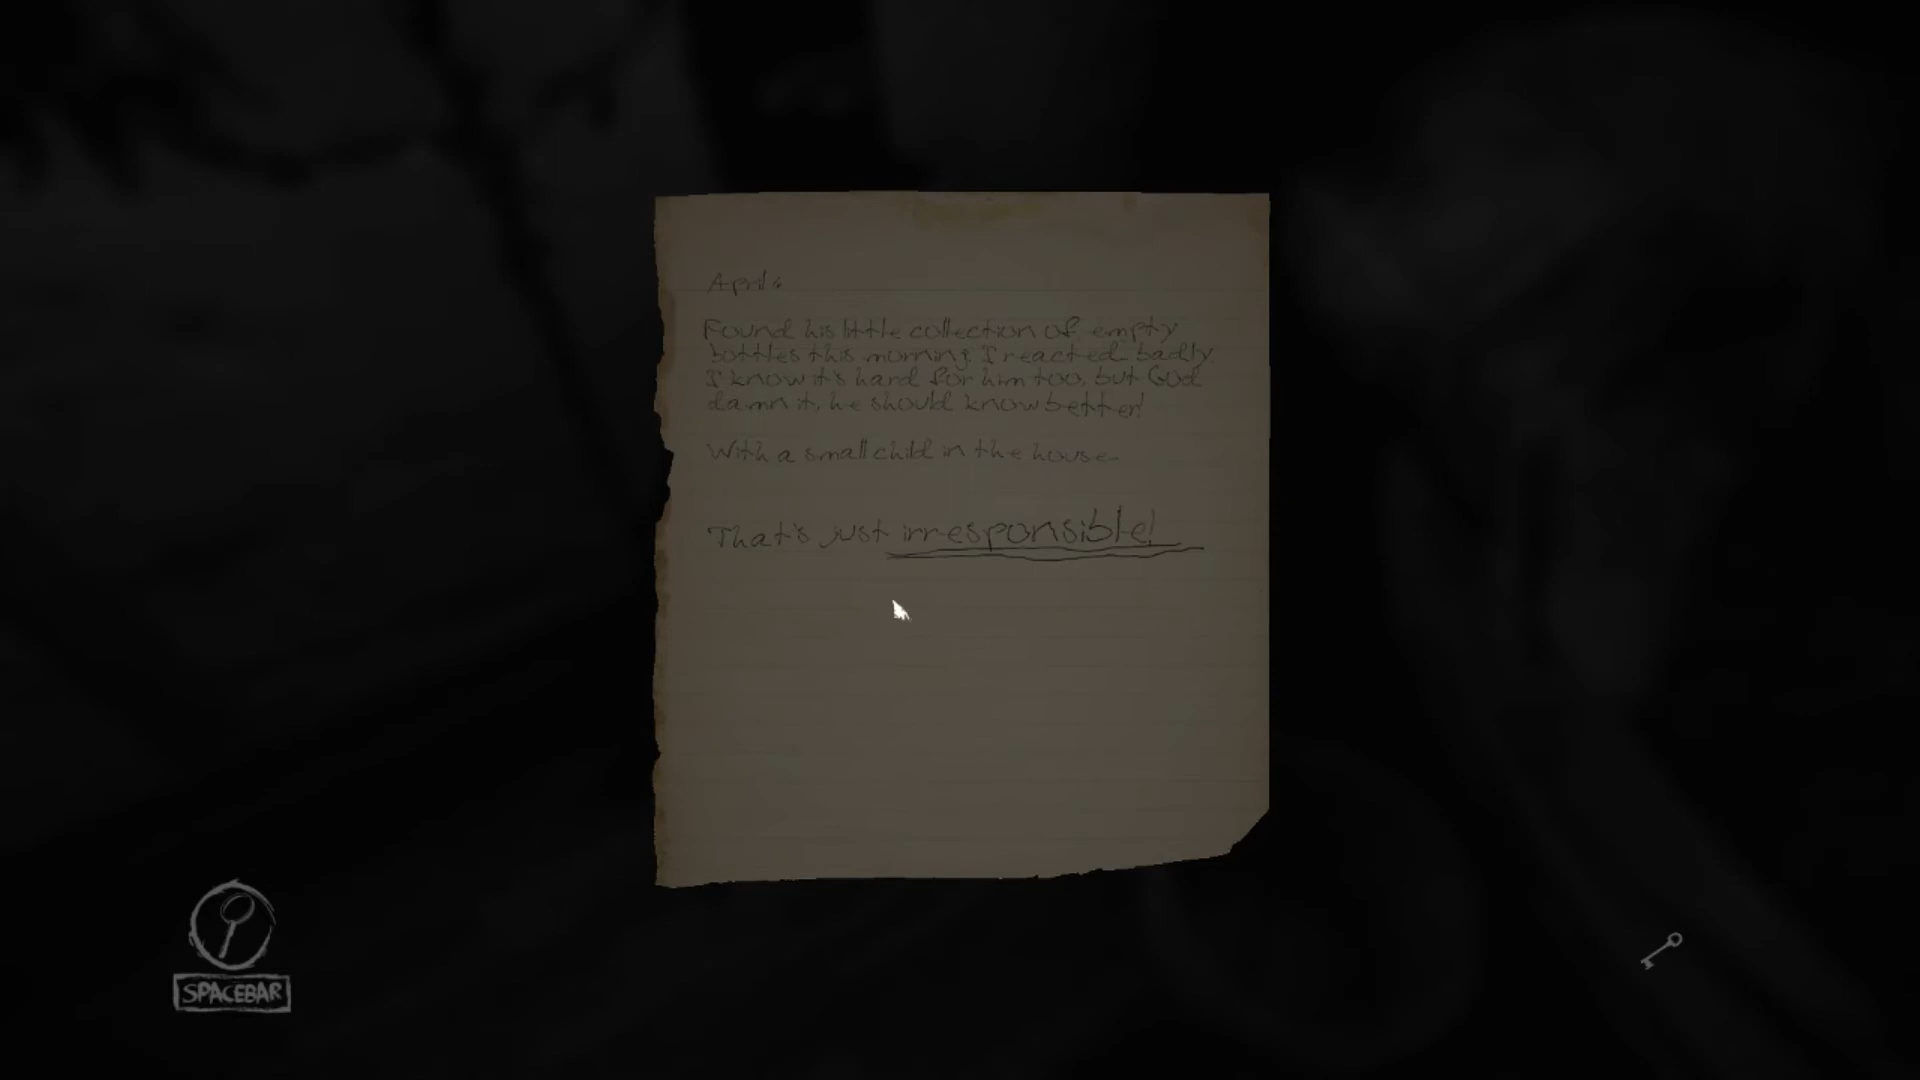 April 6
Found his little collection of empty
bottles this morning. I reacted badly.
I know it's hard for him too, but God
damn it, he should know better!
With a small child in the house...
That's just irresponsible!
SPACEBAR